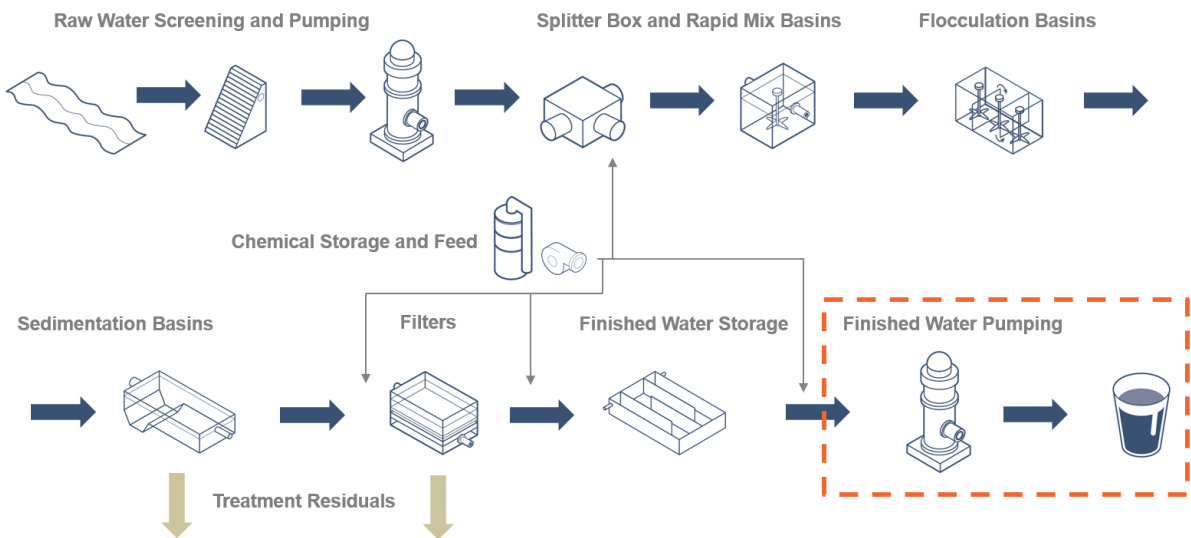 Raw Water Screening and Pumping
Splitter Box and Rapid Mix Basins
Flocculation Basins
Chemical Storage and Feed
Sedimentation Basins
Filters
Finished Water Storage
Finished Water Pumping
Treatment Residuals